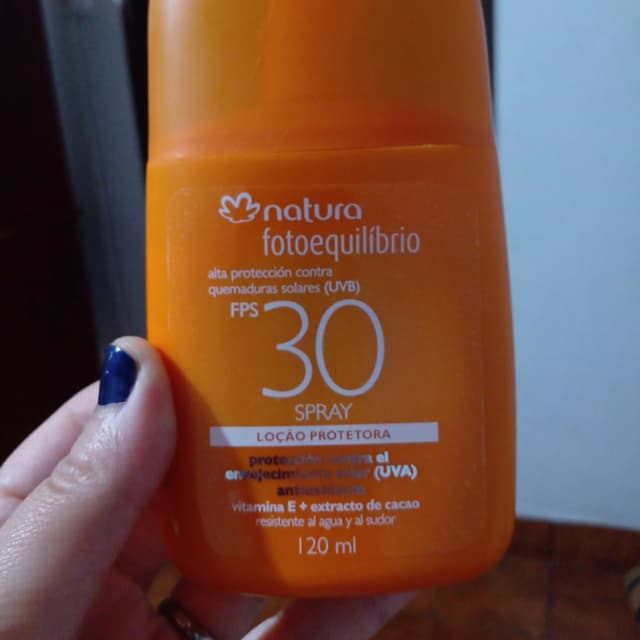 natura
fotoequilíbrio
alta protección contra
quemaduras solares (UVB)
FPS 30
SPRAY
LOÇÃO PROTETORA
protección contra el
envejecimiento solar (UVA)
antioxidante
vitamina E + extracto de cacao
resistente al agua y al sudor
120 ml